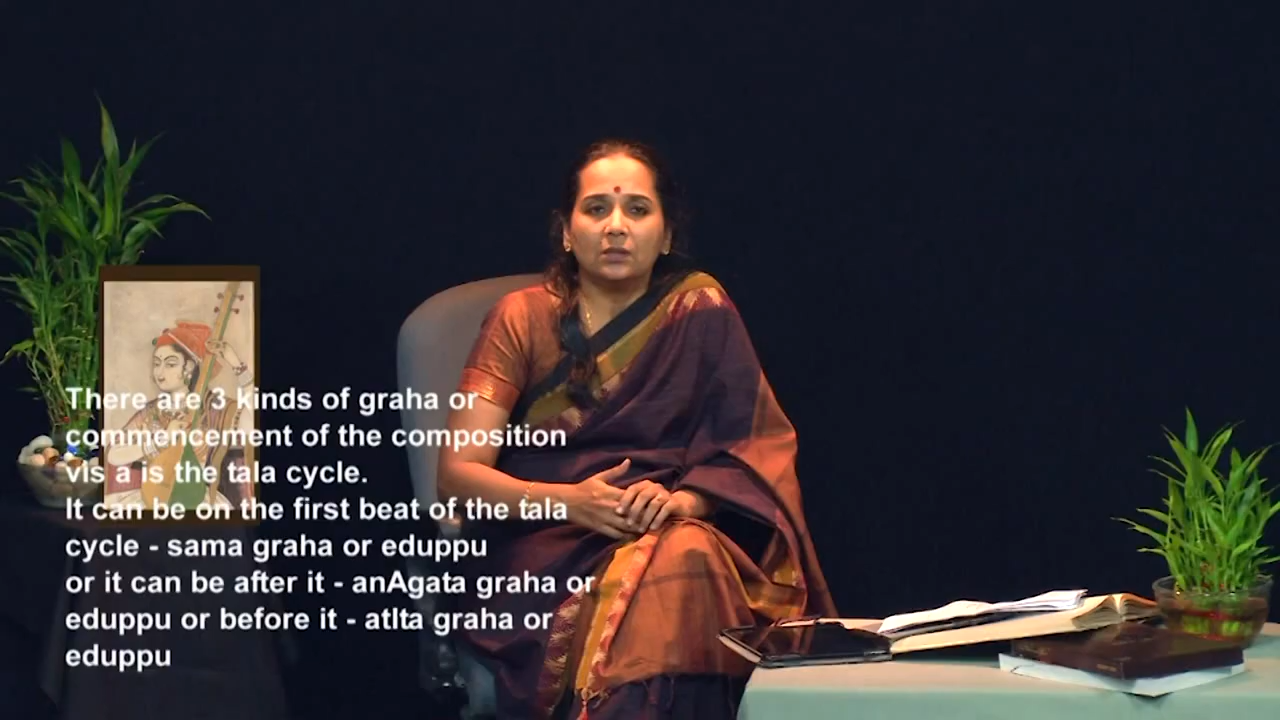 There are 3 kinds of graha or
commencement of the composition
vIs a is the tala cycle.
It can be on the first beat of the tala
cycle - sama graha or eduppu
or it can be after it - anAgata graha or
eduppu or before it - atIta graha or
eduppu